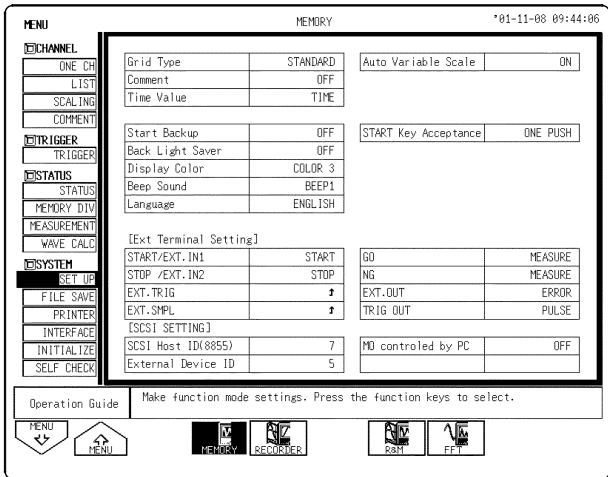 MENU
MEMORY
'01-11-08 09:44:06
CHANNEL
ONE CH
LIST
SCALING
COMMENT
TRIGGER
TRIGGER
STATUS
STATUS
MEMORY DIV
MEASUREMENT
WAVE CALC
SYSTEM
SET UP
FILE SAVE
PRINTER
INTERFACE
INITIALIZE
SELF CHECK
Grid Type STANDARD Auto Variable Scale ON
Comment OFF
Time Value TIME
Start Backup OFF START Key Acceptance ONE PUSH
Back Light Saver OFF
Display Color COLOR 3
Beep Sound BEEP1
Language ENGLISH
[Ext Terminal Setting]
START/EXT.IN1 START GO MEASURE
STOP /EXT.IN2 STOP NG MEASURE
EXT.TRIG ↑ EXT.OUT ERROR
EXT.SMPL ↑ TRIG OUT PULSE
[SCSI SETTING]
SCSI Host ID(8855) 7 MO controled by PC OFF
External Device ID 5
Operation Guide
Make function mode settings. Press the function keys to select.
MENU
MENU
MEMORY
RECORDER
R&M
FFT